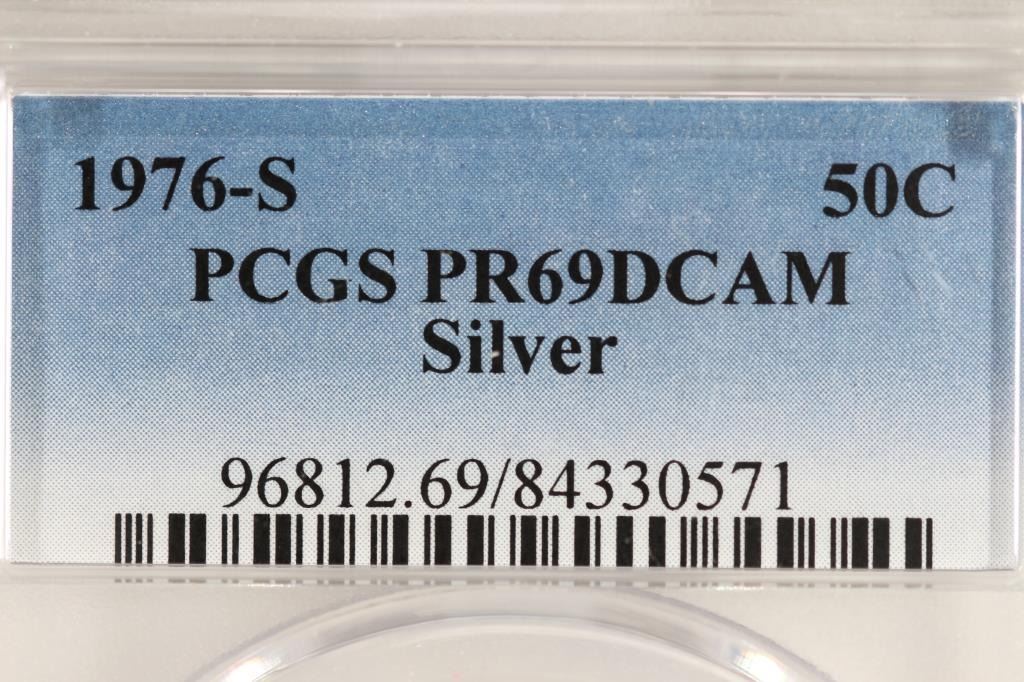 1976-S 50C
PCGS PR69DCAM
Silver
96812.69/84330571